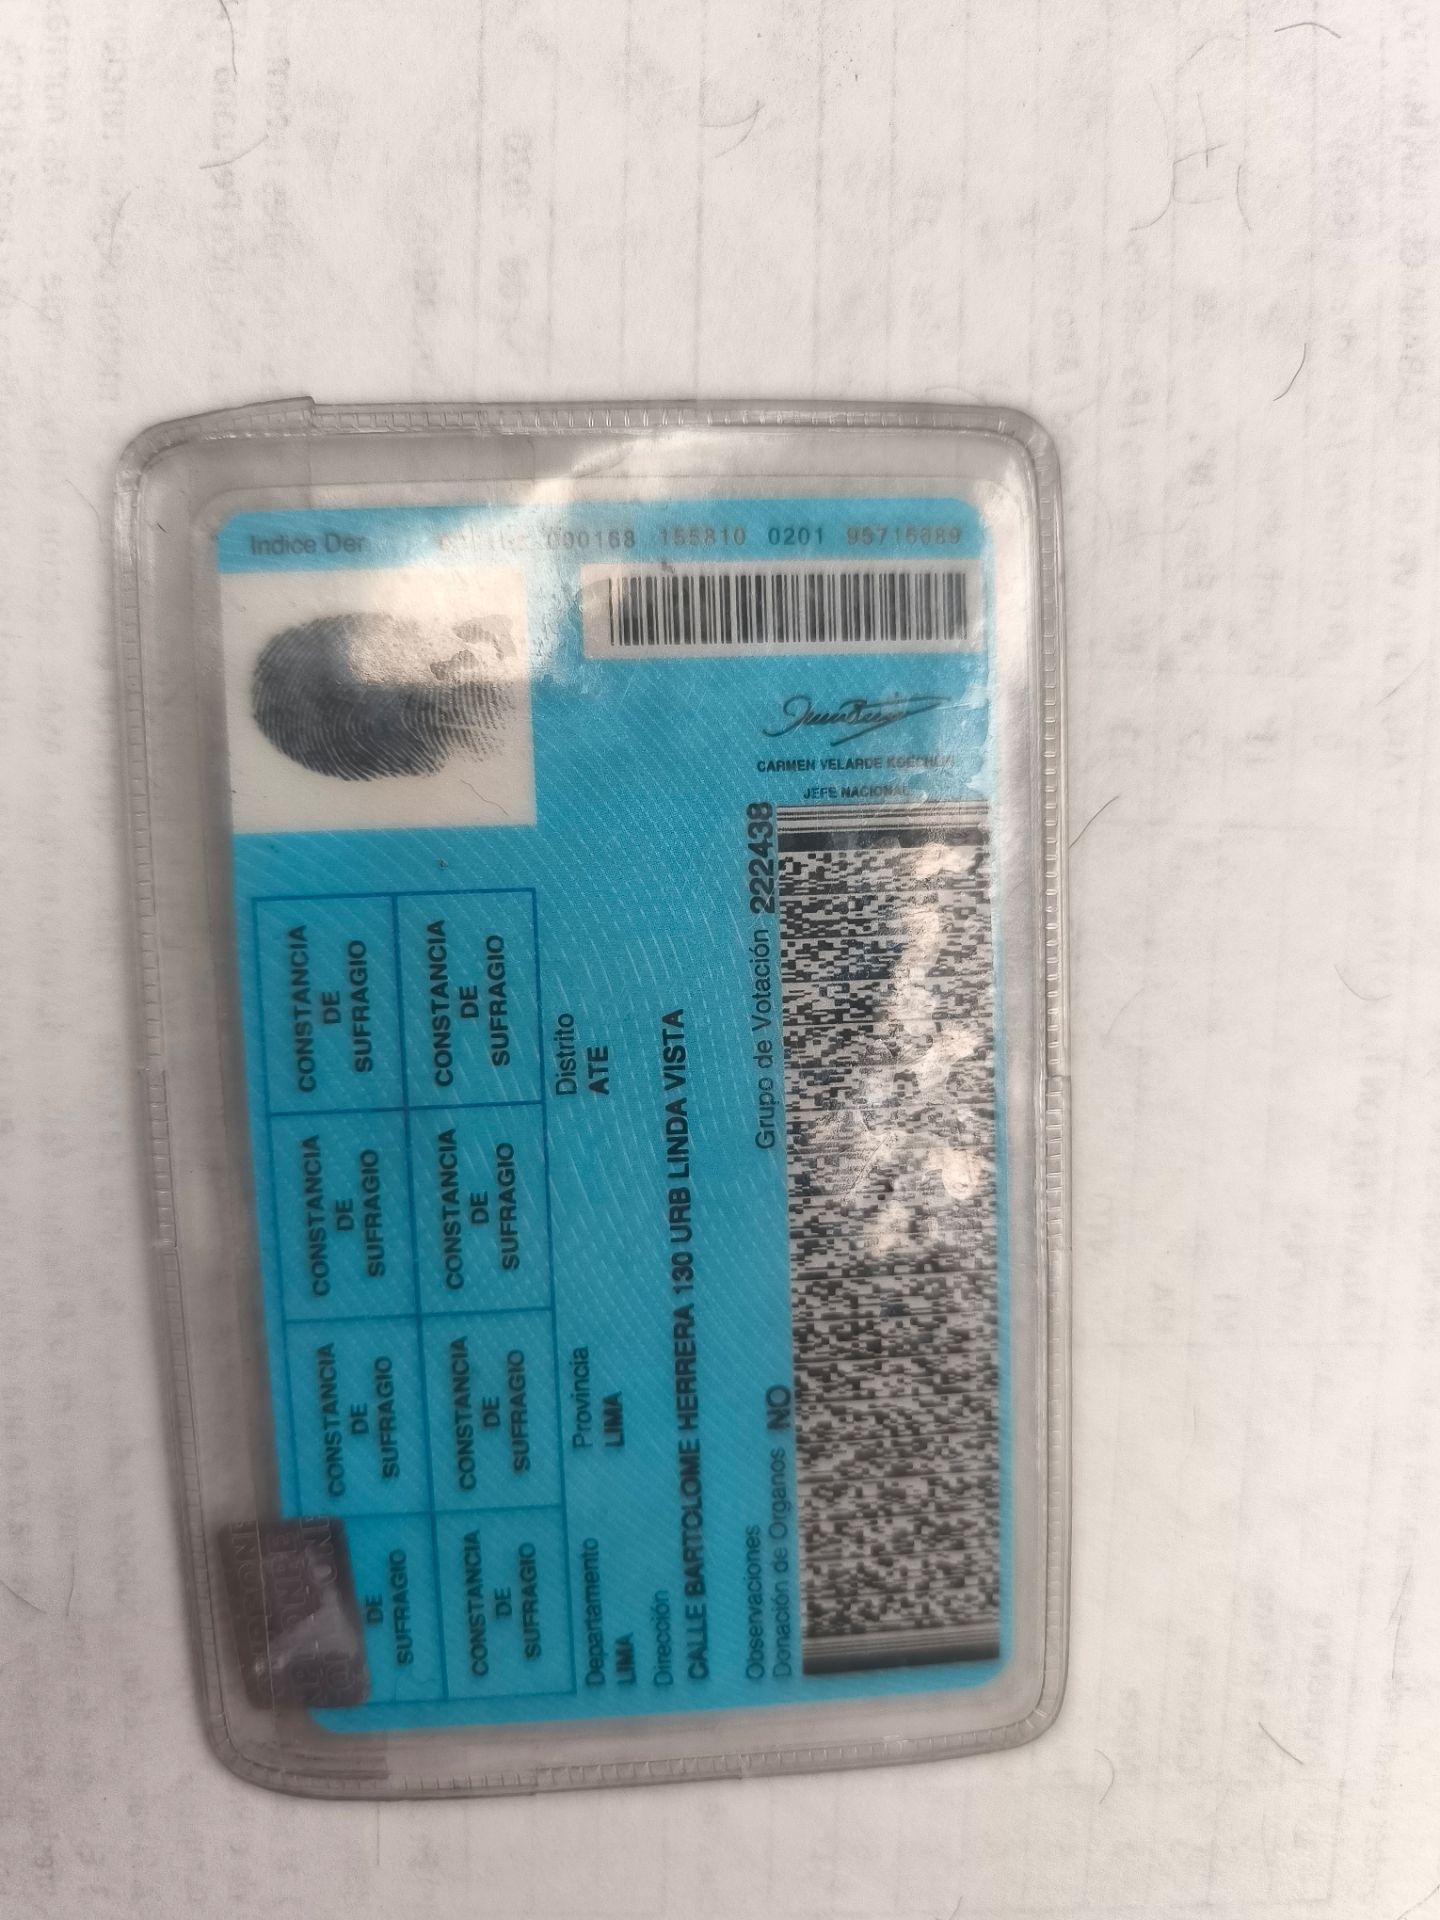 CONSTANCIA DE SUFRAGIO
CONSTANCIA DE SUFRAGIO
CONSTANCIA DE SUFRAGIO
DE SUFRAGIO
CONSTANCIA DE SUFRAGIO
CONSTANCIA DE SUFRAGIO
CONSTANCIA DE SUFRAGIO
CONSTANCIA DE SUFRAGIO
Indice Der
000168 155810 0201 95716689
Departamento Provincia Distrito
LIMA LIMA ATE
Dirección
CALLE BARTOLOME HERRERA 130 URB LINDA VISTA
Observaciones
Donación de Organos NO Grupo de Votación 222438
CARMEN VELARDE KOECHLIN
JEFE NACIONAL